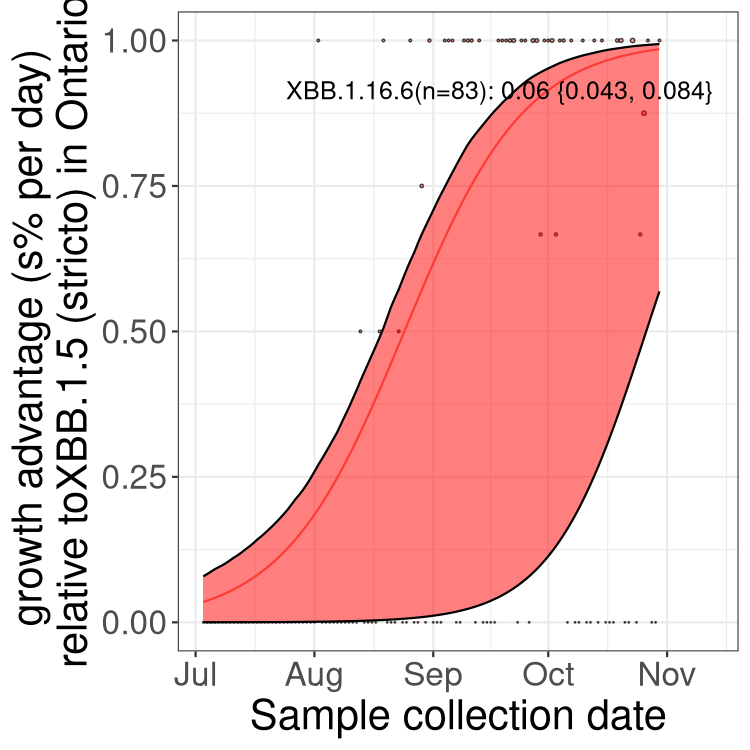 growth advantage (s% per day)
relative toXBB.1.5 (stricto) in Ontario
1.00
0.75
0.50
0.25
0.00
XBB.1.16.6(n=83): 0.06 {0.043, 0.084}
Jul Aug Sep Oct Nov
Sample collection date